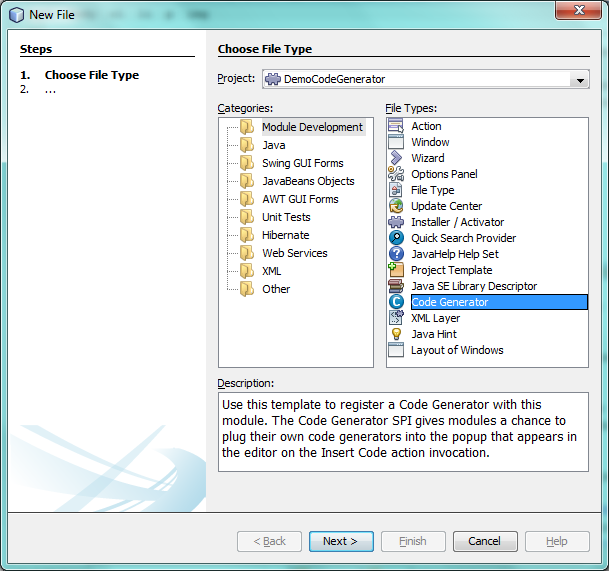 New File
Steps
1. Choose File Type
2. ...
Choose File Type
Project: DemoCodeGenerator
Categories:
Module Development
Java
Swing GUI Forms
JavaBeans Objects
AWT GUI Forms
Unit Tests
Hibernate
Web Services
XML
Other
File Types:
Action
Window
Wizard
Options Panel
File Type
Update Center
Installer / Activator
Quick Search Provider
JavaHelp Help Set
Project Template
Java SE Library Descriptor
Code Generator
XML Layer
Java Hint
Layout of Windows
Description:
Use this template to register a Code Generator with this
module. The Code Generator SPI gives modules a chance to
plug their own code generators into the popup that appears in
the editor on the Insert Code action invocation.
< Back
Next >
Finish
Cancel
Help